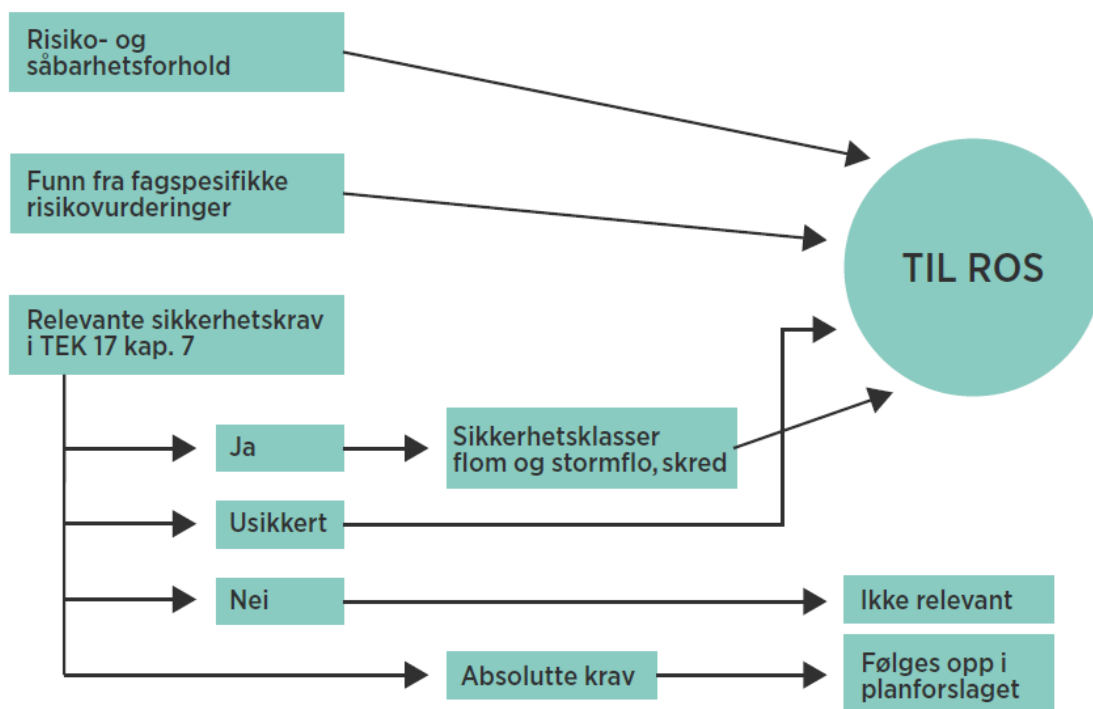 Risiko- og
såbarhetsforhold
Funn fra fagspesifikke
risikovurderinger
TIL ROS
Relevante sikkerhetskrav
i TEK 17 kap. 7
Ja
Sikkerhetsklasser
flom og stormflo, skred
Usikkert
Nei
Ikke relevant
Absolutte krav
Følges opp i
planforslaget